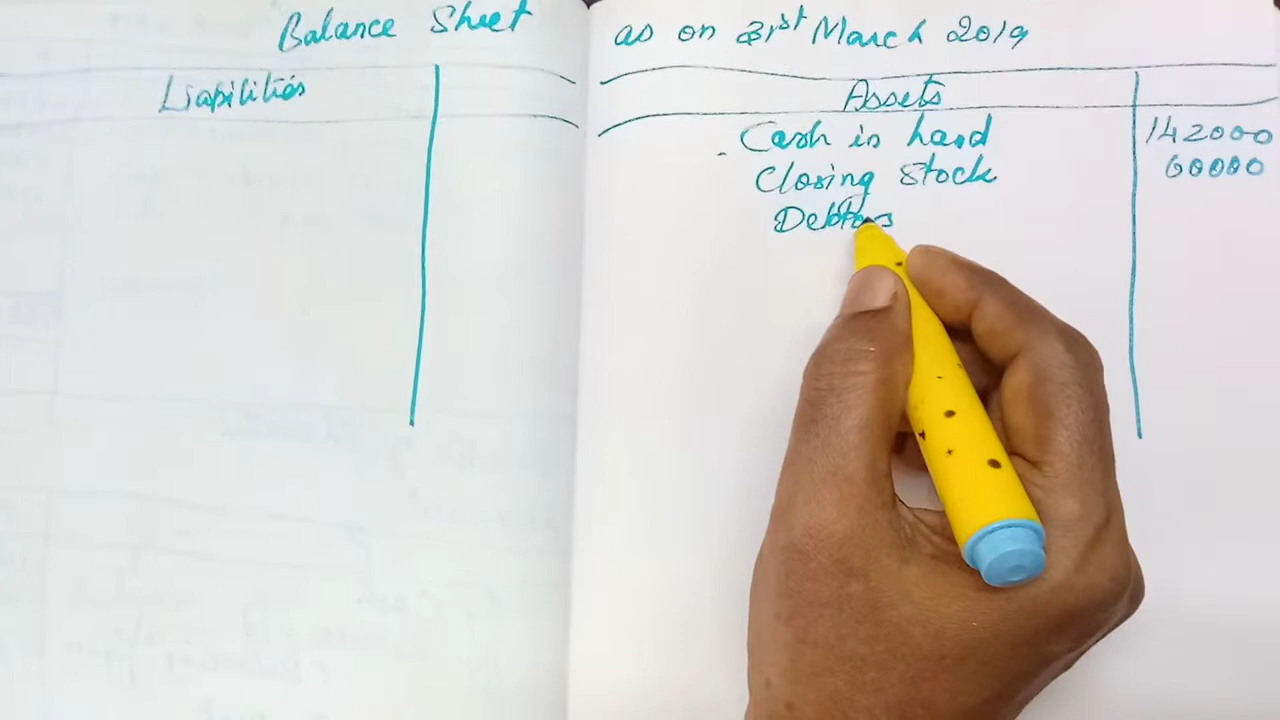 Balance Sheet as on 31st March 2019
Liabilities
Assets
Cash in hand 142000
Closing Stock 60000
Debtors